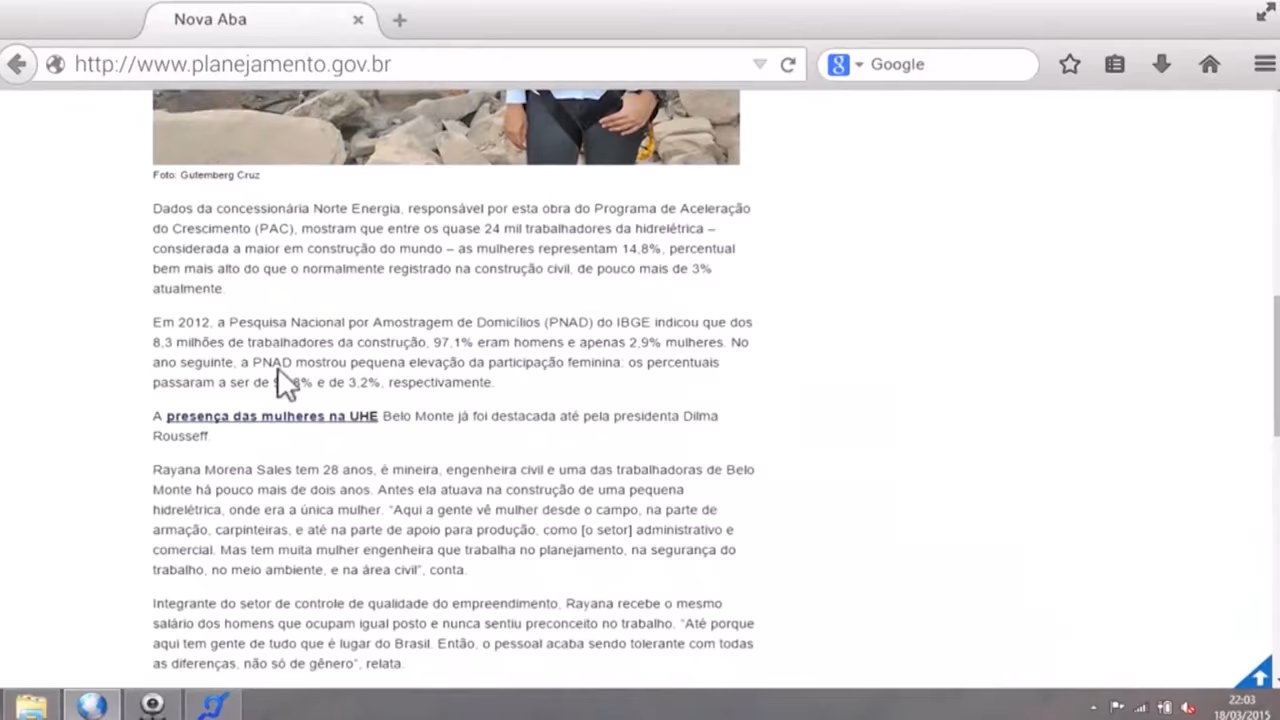 Nova Aba
http://www.planejamento.gov.br
Google
Foto: Gutemberg Cruz
Dados da concessionária Norte Energia, responsável por esta obra do Programa de Aceleração
do Crescimento (PAC), mostram que entre os quase 24 mil trabalhadores da hidrelétrica –
considerada a maior em construção do mundo – as mulheres representam 14,8%, percentual
bem mais alto do que o normalmente registrado na construção civil, de pouco mais de 3%
atualmente.
Em 2012, a Pesquisa Nacional por Amostragem de Domicílios (PNAD) do IBGE indicou que dos
8,3 milhões de trabalhadores da construção, 97,1% eram homens e apenas 2,9% mulheres. No
ano seguinte, a PNAD mostrou pequena elevação da participação feminina: os percentuais
passaram a ser de e de 3,2%, respectivamente.
A presença das mulheres na UHE Belo Monte já foi destacada até pela presidenta Dilma
Rousseff.
Rayana Morena Sales tem 28 anos, é mineira, engenheira civil e uma das trabalhadoras de Belo
Monte há pouco mais de dois anos. Antes ela atuava na construção de uma pequena
hidrelétrica, onde era a única mulher. “Aqui a gente vê mulher desde o campo, na parte de
armação, carpinteiras, e até na parte de apoio para produção, como [o setor] administrativo e
comercial. Mas tem muita mulher engenheira que trabalha no planejamento, na segurança do
trabalho, no meio ambiente, e na área civil”, conta.
Integrante do setor de controle de qualidade do empreendimento, Rayana recebe o mesmo
salário dos homens que ocupam igual posto e nunca sentiu preconceito no trabalho. “Até porque
aqui tem gente de tudo que é lugar do Brasil. Então, o pessoal acaba sendo tolerante com todas
as diferenças, não só de gênero”, relata.
22:03
18/03/2015